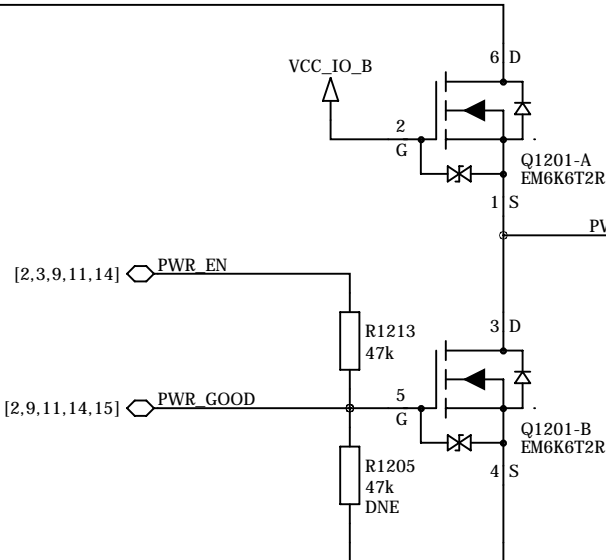 6 D
VCC_IO_B
2
G
Q1201-A
EM6K6T2R
1 S
PW
[2,3,9,11,14] PWR_EN
3 D
R1213
47k
5
[2,9,11,14,15] PWR_GOOD
G
Q1201-B
EM6K6T2R
R1205
4 S
47k
DNE